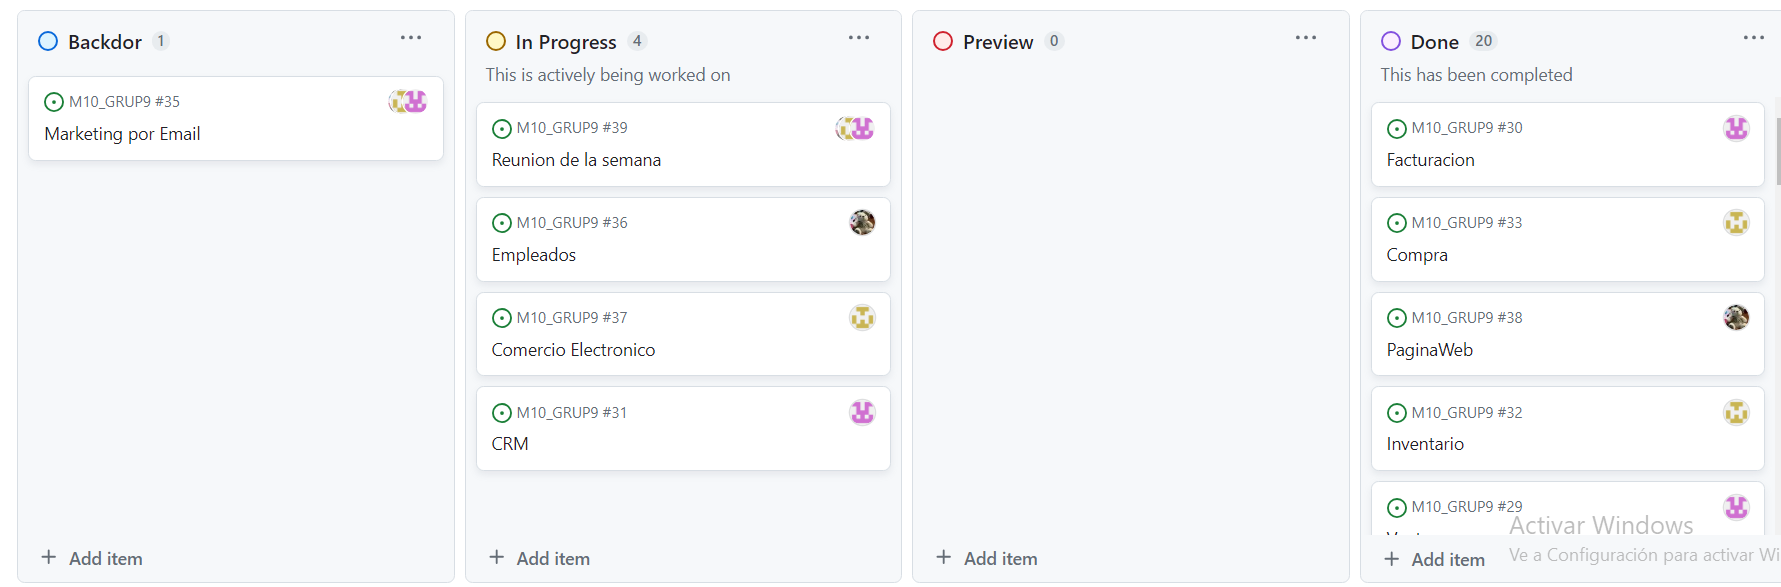 Backdor 1
M10_GRUP9 #35
Marketing por Email
Add item
In Progress 4
This is actively being worked on
M10_GRUP9 #39
Reunion de la semana
M10_GRUP9 #36
Empleados
M10_GRUP9 #37
Comercio Electronico
M10_GRUP9 #31
CRM
Add item
Preview 0
Add item
Done 20
This has been completed
M10_GRUP9 #30
Facturacion
M10_GRUP9 #33
Compra
M10_GRUP9 #38
PaginaWeb
M10_GRUP9 #32
Inventario
M10_GRUP9 #29
Add item
Activar Windows
Ve a Configuración para activar Wi